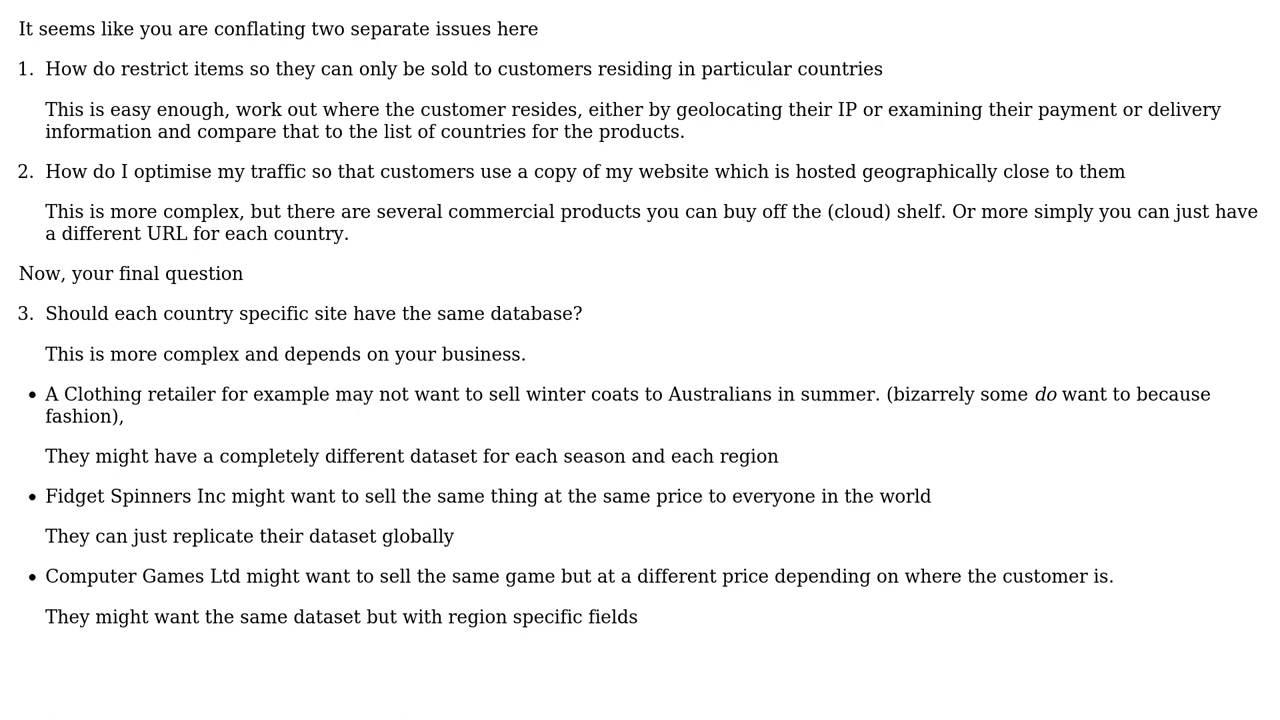 It seems like you are conflating two separate issues here
1. How do restrict items so they can only be sold to customers residing in particular countries
This is easy enough, work out where the customer resides, either by geolocating their IP or examining their payment or delivery
information and compare that to the list of countries for the products.
2. How do I optimise my traffic so that customers use a copy of my website which is hosted geographically close to them
This is more complex, but there are several commercial products you can buy off the (cloud) shelf. Or more simply you can just have
a different URL for each country.
Now, your final question
3. Should each country specific site have the same database?
This is more complex and depends on your business.
• A Clothing retailer for example may not want to sell winter coats to Australians in summer. (bizarrely some do want to because
fashion),
They might have a completely different dataset for each season and each region
• Fidget Spinners Inc might want to sell the same thing at the same price to everyone in the world
They can just replicate their dataset globally
• Computer Games Ltd might want to sell the same game but at a different price depending on where the customer is.
They might want the same dataset but with region specific fields